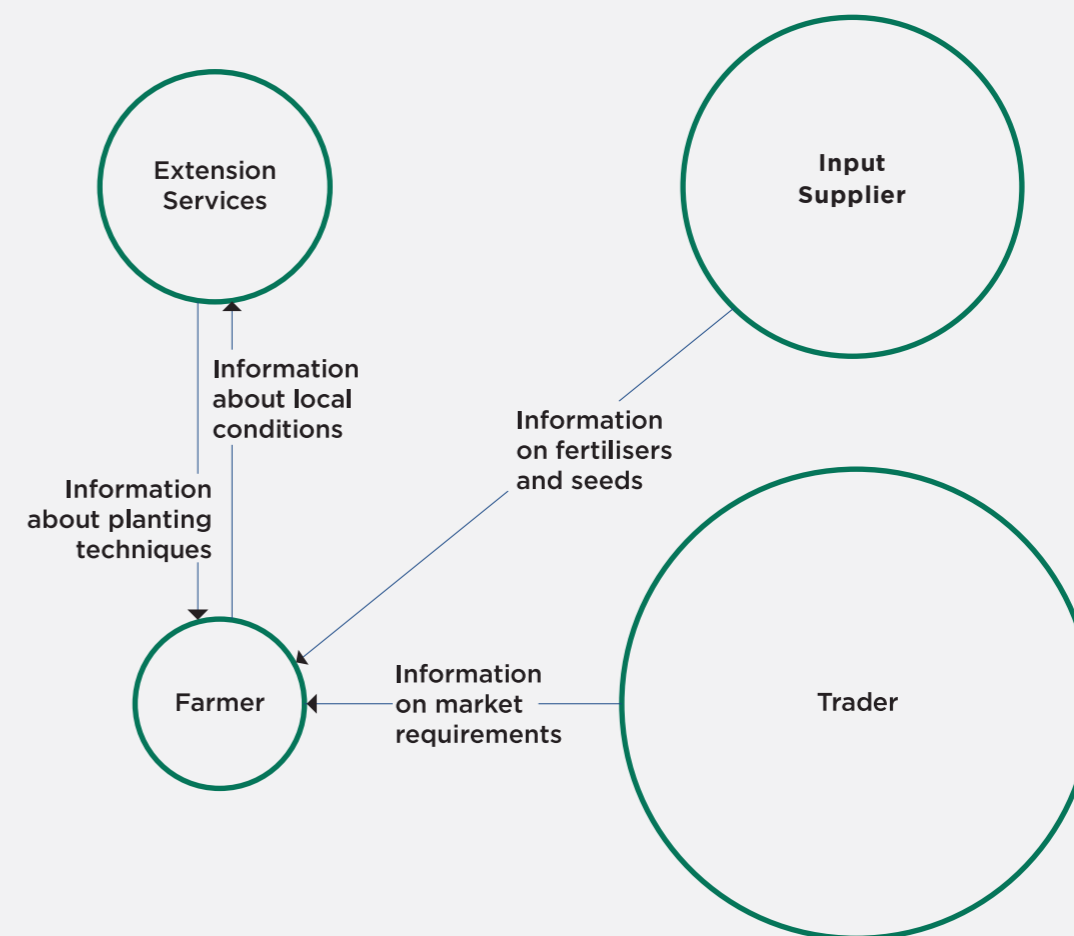 Extension
Services
Input
Supplier
Information
about local
conditions
Information
on fertilisers
and seeds
Information
about planting
techniques
Farmer
Information
on market
requirements
Trader